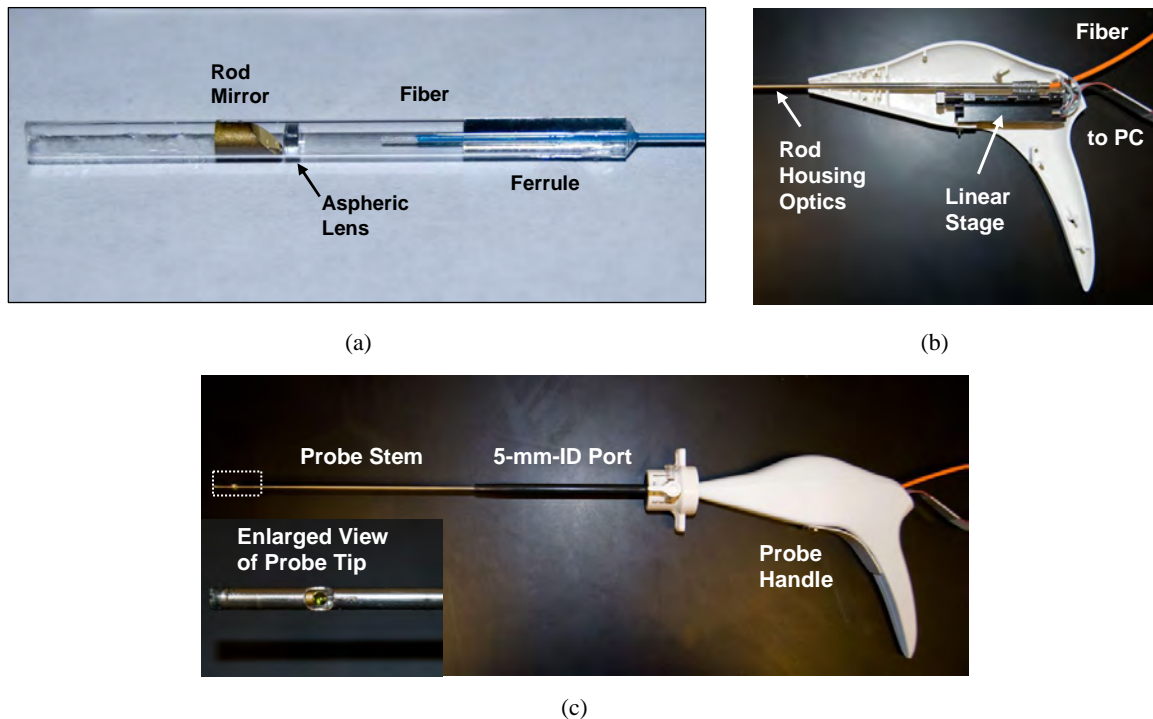 Rod
Mirror
Fiber
Ferrule
Aspheric
Lens
(a)
Fiber
to PC
Rod
Housing
Optics
Linear
Stage
(b)
Probe Stem
5-mm-ID Port
Enlarged View
of Probe Tip
Probe
Handle
(c)